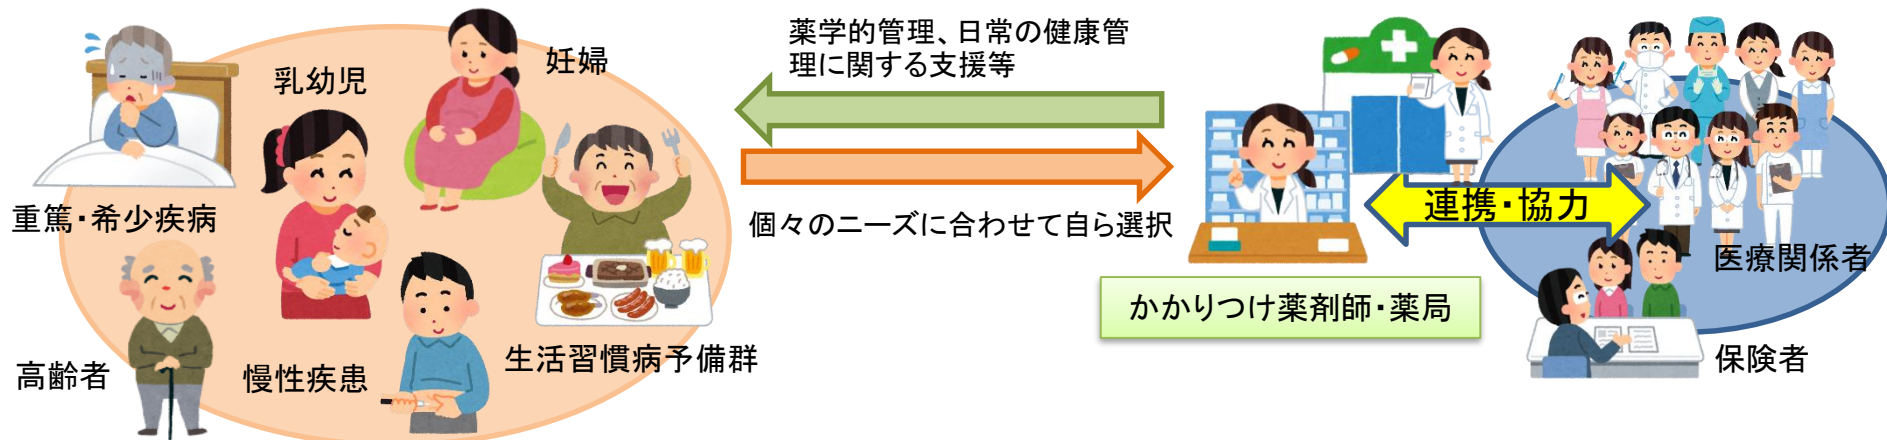 妊婦
乳幼児
重篤・希少疾病
高齢者
慢性疾患
生活習慣病予備群
薬学的管理、日常の健康管
理に関する支援等
個々のニーズに合わせて自ら選択
連携・協力
かかりつけ薬剤師・薬局
医療関係者
保険者